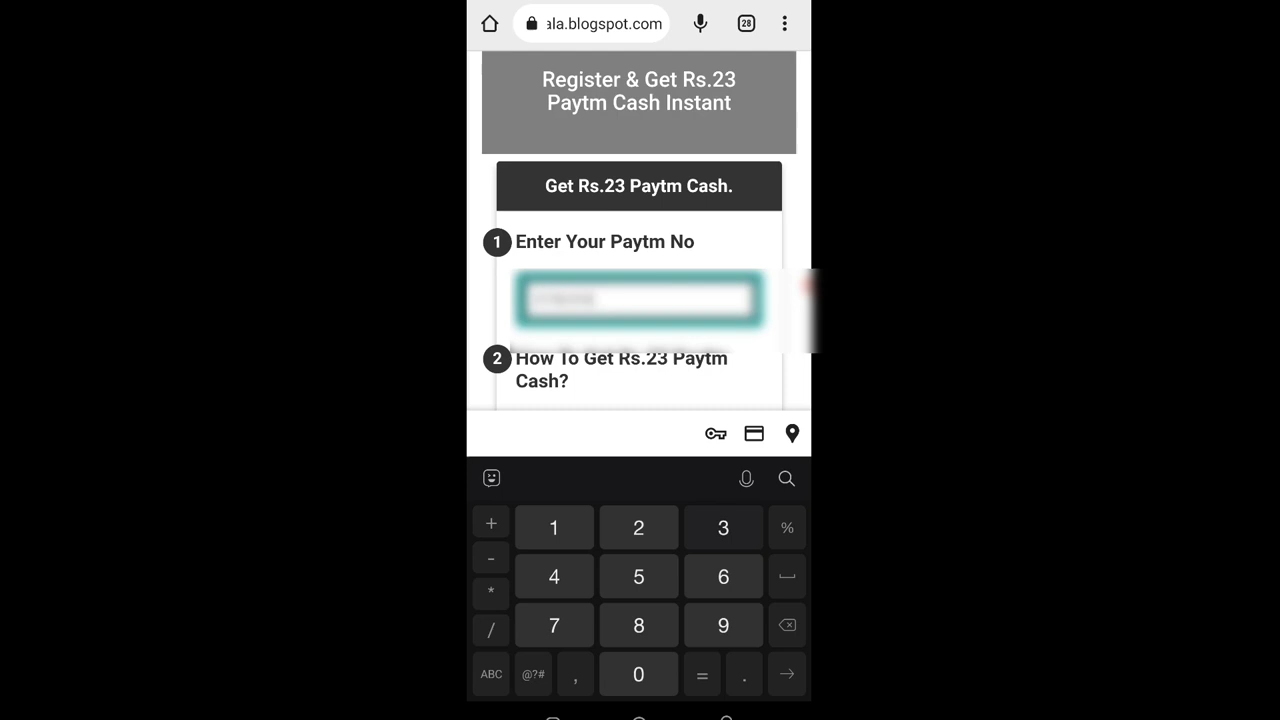 ala.blogspot.com
28
Register & Get Rs.23
Paytm Cash Instant
Get Rs.23 Paytm Cash.
1 Enter Your Paytm No
2 How To Get Rs.23 Paytm
Cash?
+ 1 2 3 %
-
4 5 6
*
7 8 9
/
ABC @?# , 0 = .